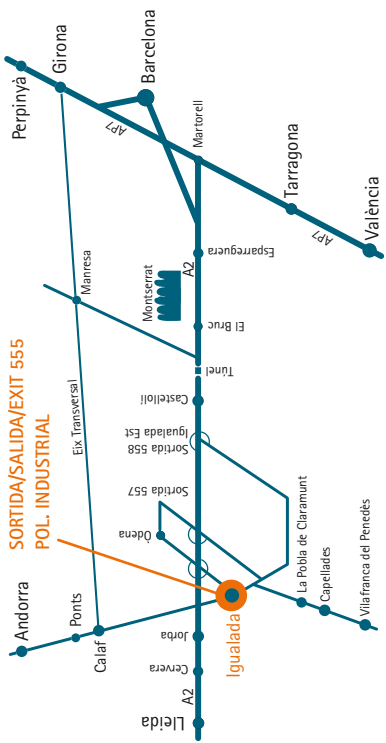 SORTIDA/SALIDA/EXIT 555
POL. INDUSTRIAL
Andorra
Ponts
Calaf
Eix Transversal
Manresa
Girona
Perpinyà
AP7
Barcelona
Lleida
A2
Cervera
Jorba
Igualada
Òdena
Sortida 557
Sortida 558
Igualada Est
Castellolí
Túnel
El Bruc
Montserrat
A2
Esparreguera
Martorell
Tarragona
AP7
València
La Pobla de Claramunt
Capellades
Vilafranca del Penedès